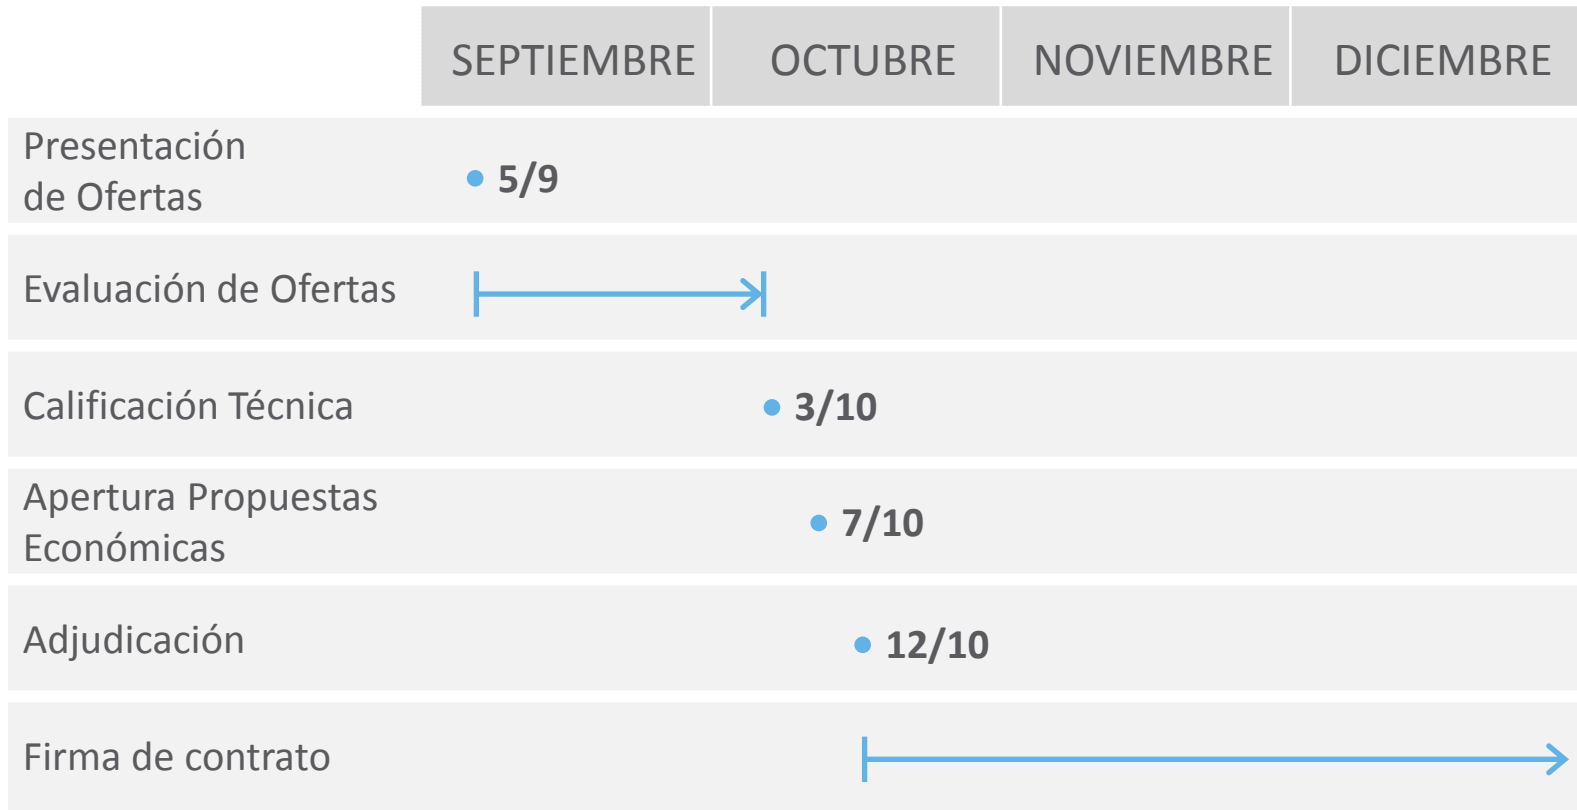 SEPTIEMBRE OCTUBRE NOVIEMBRE DICIEMBRE
Presentación
de Ofertas
5/9
Evaluación de Ofertas
Calificación Técnica
3/10
Apertura Propuestas
Económicas
7/10
Adjudicación
12/10
Firma de contrato